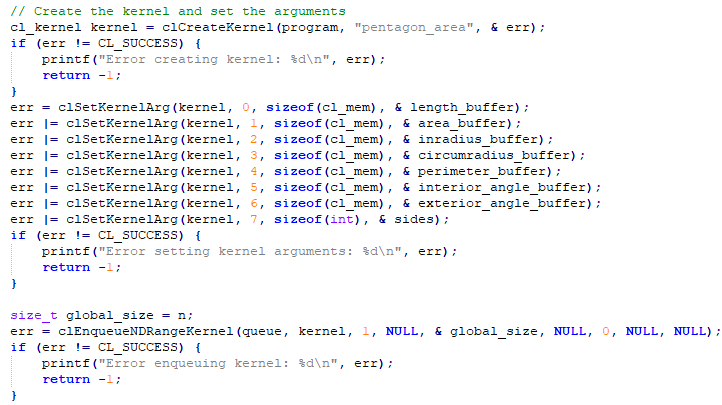 // Create the kernel and set the arguments
cl_kernel kernel = clCreateKernel(program, "pentagon_area", & err);
if (err != CL_SUCCESS) {
    printf("Error creating kernel: %d\n", err);
    return -1;
}
err = clSetKernelArg(kernel, 0, sizeof(cl_mem), & length_buffer);
err |= clSetKernelArg(kernel, 1, sizeof(cl_mem), & area_buffer);
err |= clSetKernelArg(kernel, 2, sizeof(cl_mem), & inradius_buffer);
err |= clSetKernelArg(kernel, 3, sizeof(cl_mem), & circumradius_buffer);
err |= clSetKernelArg(kernel, 4, sizeof(cl_mem), & perimeter_buffer);
err |= clSetKernelArg(kernel, 5, sizeof(cl_mem), & interior_angle_buffer);
err |= clSetKernelArg(kernel, 6, sizeof(cl_mem), & exterior_angle_buffer);
err |= clSetKernelArg(kernel, 7, sizeof(int), & sides);
if (err != CL_SUCCESS) {
    printf("Error setting kernel arguments: %d\n", err);
    return -1;
}

size_t global_size = n;
err = clEnqueueNDRangeKernel(queue, kernel, 1, NULL, & global_size, NULL, 0, NULL, NULL);
if (err != CL_SUCCESS) {
    printf("Error enqueuing kernel: %d\n", err);
    return -1;
}